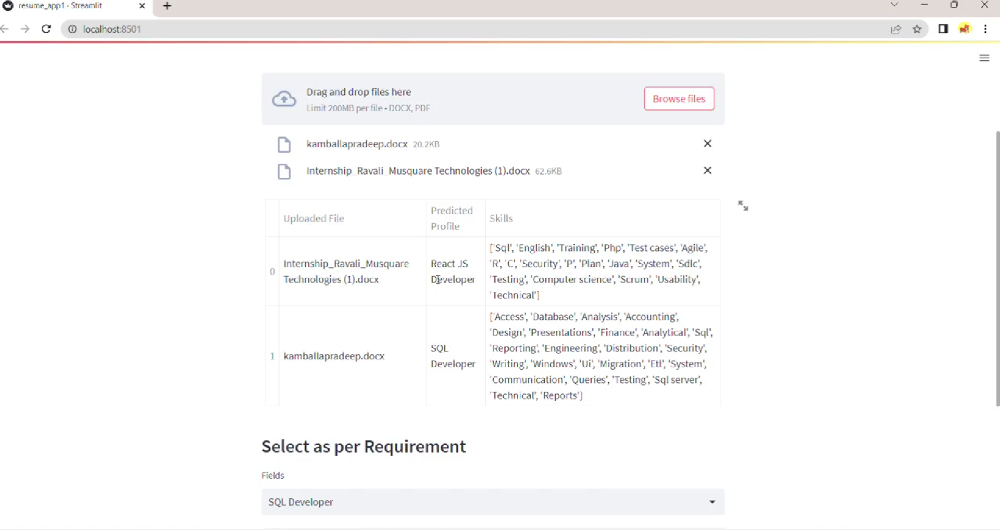 resume_app1 · Streamlit
localhost:8501
Drag and drop files here
Limit 200MB per file • DOCX, PDF
Browse files
kamballapradeep.docx 20.2KB
Internship_Ravali_Musquare Technologies (1).docx 62.6KB
Uploaded File
Predicted
Profile
Skills
0
Internship_Ravali_Musquare
Technologies (1).docx
React JS
Developer
['Sql', 'English', 'Training', 'Php', 'Test cases', 'Agile',
'R', 'C', 'Security', 'P', 'Plan', 'Java', 'System', 'Sdlc',
'Testing', 'Computer science', 'Scrum', 'Usability',
'Technical']
1
kamballapradeep.docx
SQL
Developer
['Access', 'Database', 'Analysis', 'Accounting',
'Design', 'Presentations', 'Finance', 'Analytical', 'Sql',
'Reporting', 'Engineering', 'Distribution', 'Security',
'Writing', 'Windows', 'Ui', 'Migration', 'Etl', 'System',
'Communication', 'Queries', 'Testing', 'Sql server',
'Technical', 'Reports']
Select as per Requirement
Fields
SQL Developer